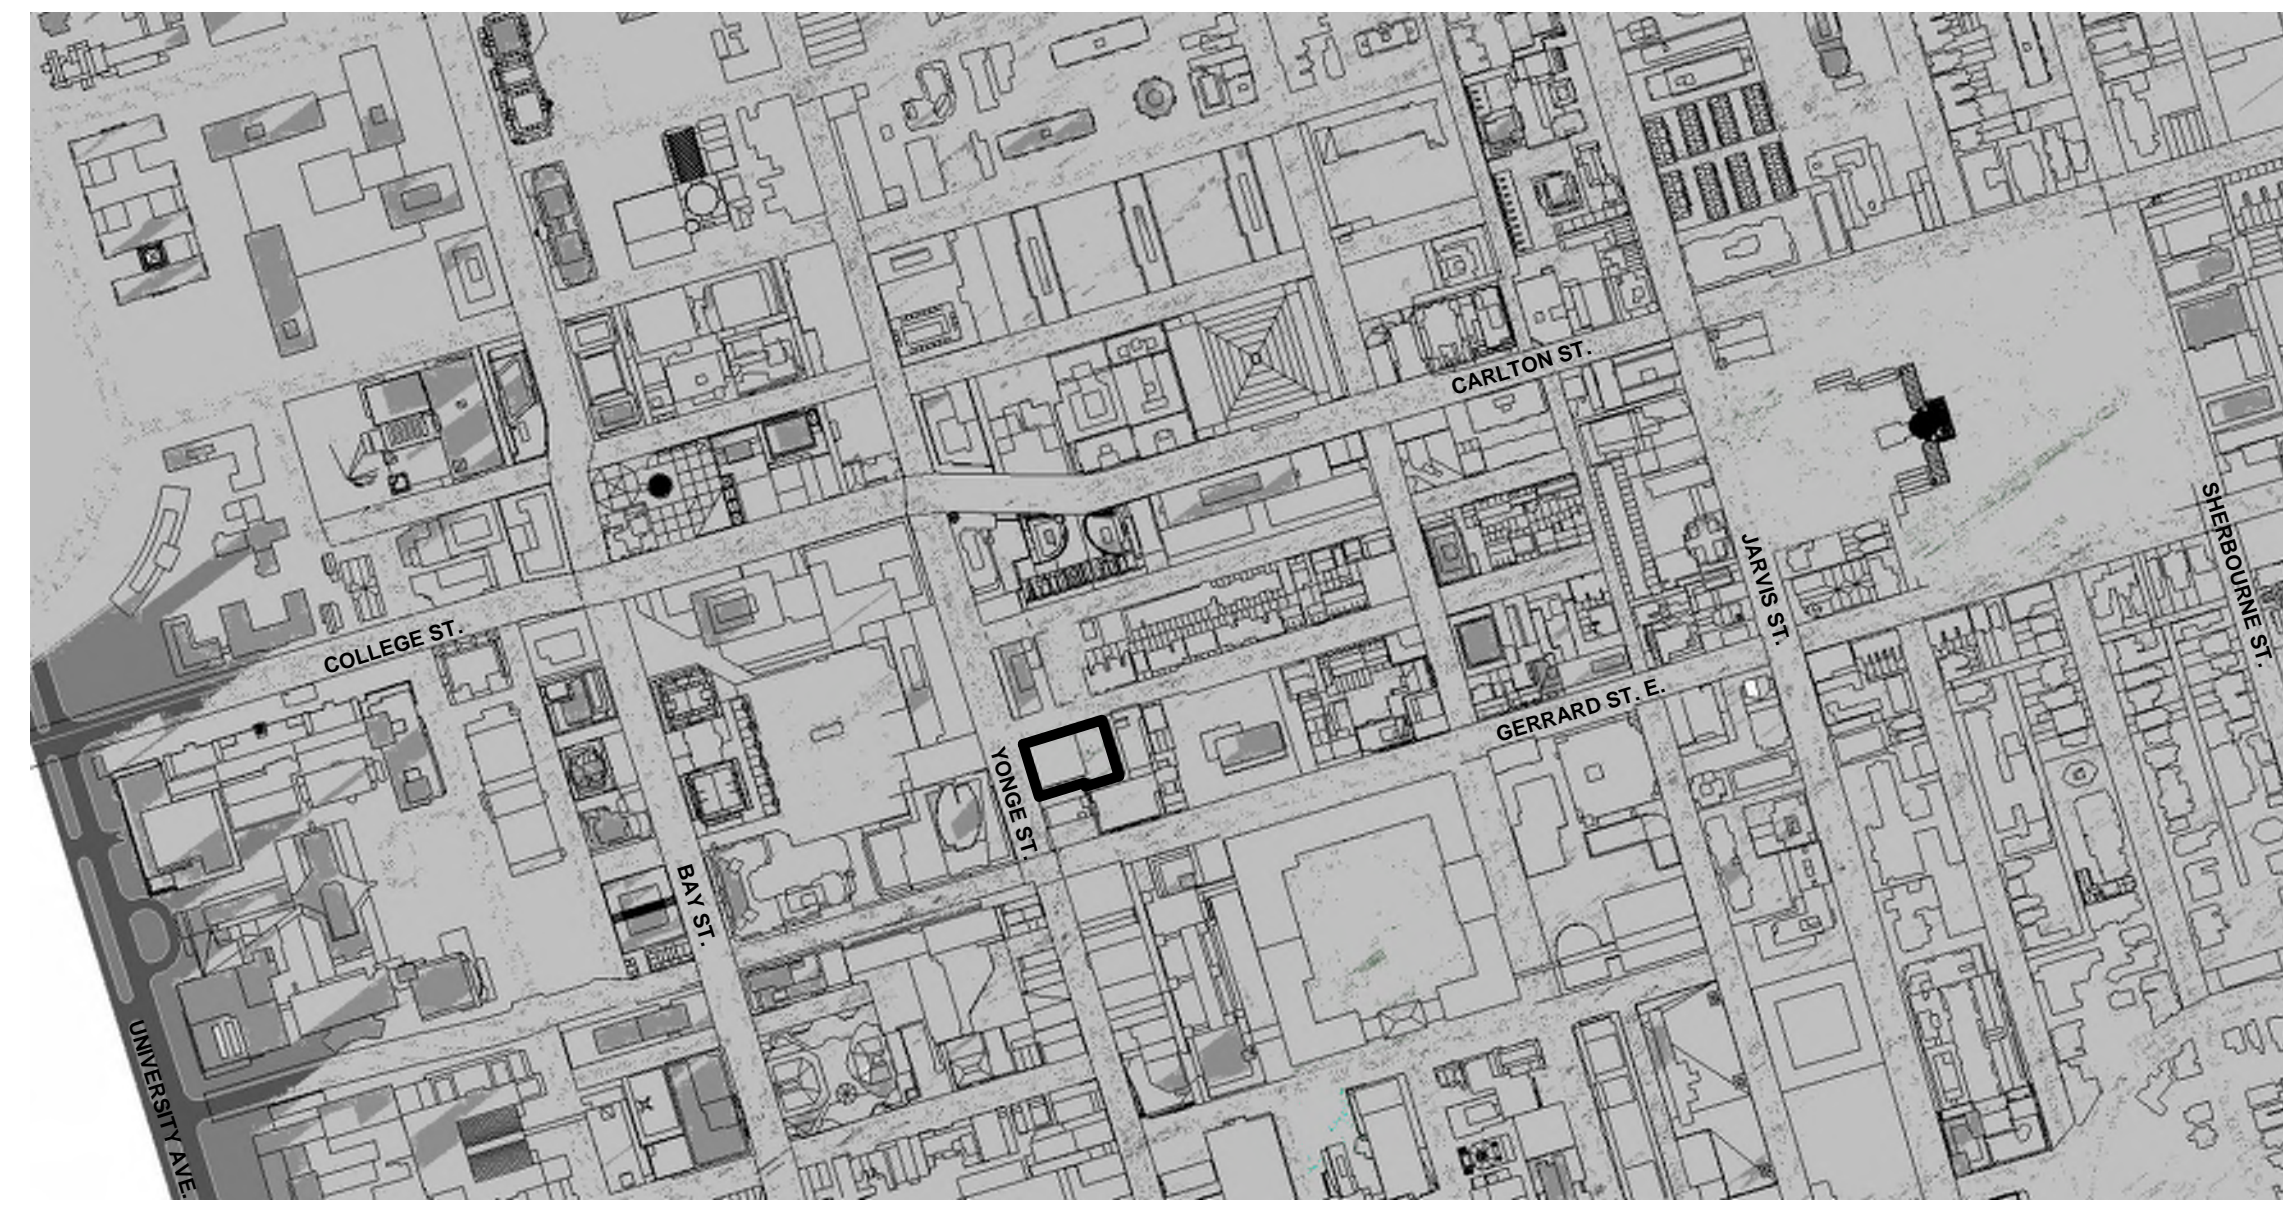 CARLTON ST.
SHERBOURNE ST.
JARVIS ST.
COLLEGE ST.
GERRARD ST. E.
YONGE ST.
BAY ST.
UNIVERSITY AVE.